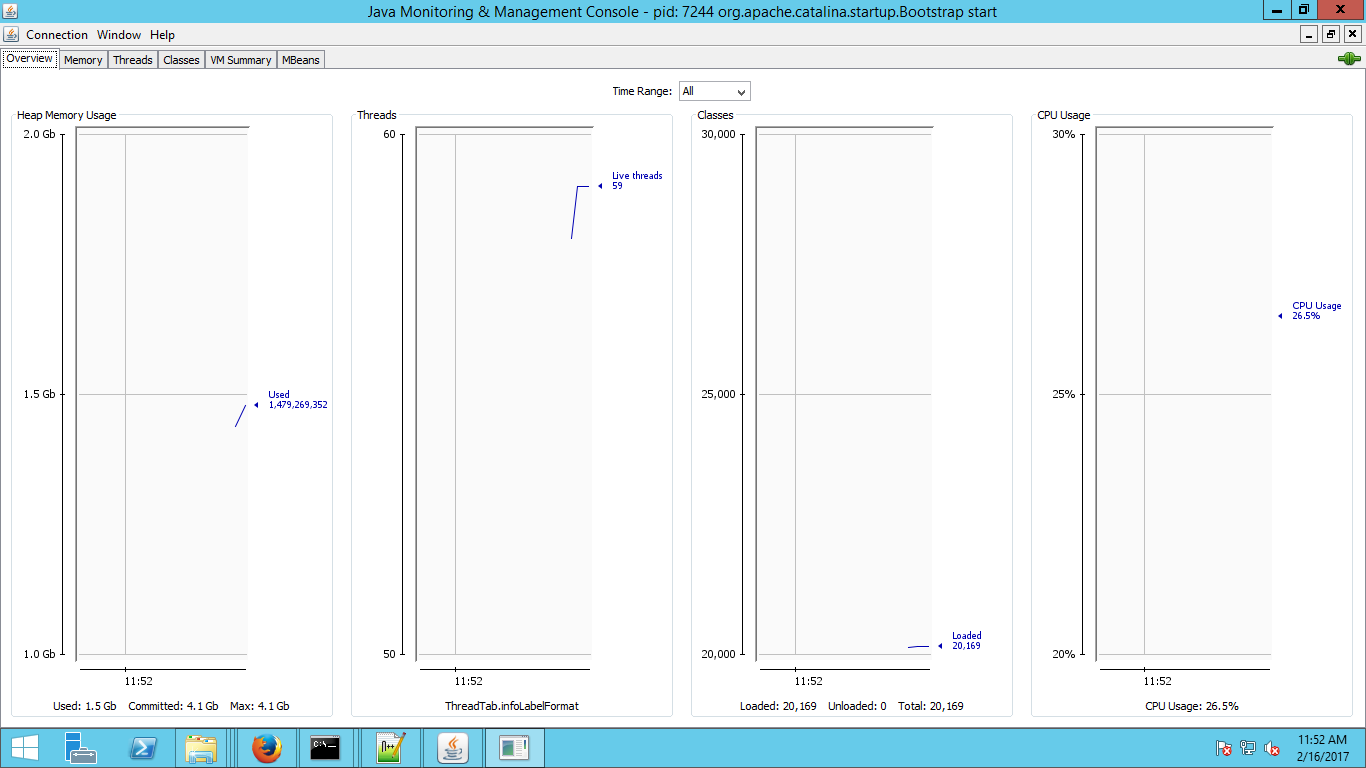 Java Monitoring & Management Console - pid: 7244 org.apache.catalina.startup.Bootstrap start
Connection Window Help
Overview Memory Threads Classes VM Summary MBeans
Time Range: All
Heap Memory Usage
2.0 Gb
1.5 Gb
1.0 Gb
Used
1,479,269,352
11:52
Used: 1.5 Gb Committed: 4.1 Gb Max: 4.1 Gb
Threads
60
50
Live threads
59
11:52
ThreadTab.infoLabelFormat
Classes
30,000
25,000
20,000
Loaded
20,169
11:52
Loaded: 20,169 Unloaded: 0 Total: 20,169
CPU Usage
30%
25%
20%
CPU Usage
26.5%
11:52
CPU Usage: 26.5%
11:52 AM
2/16/2017